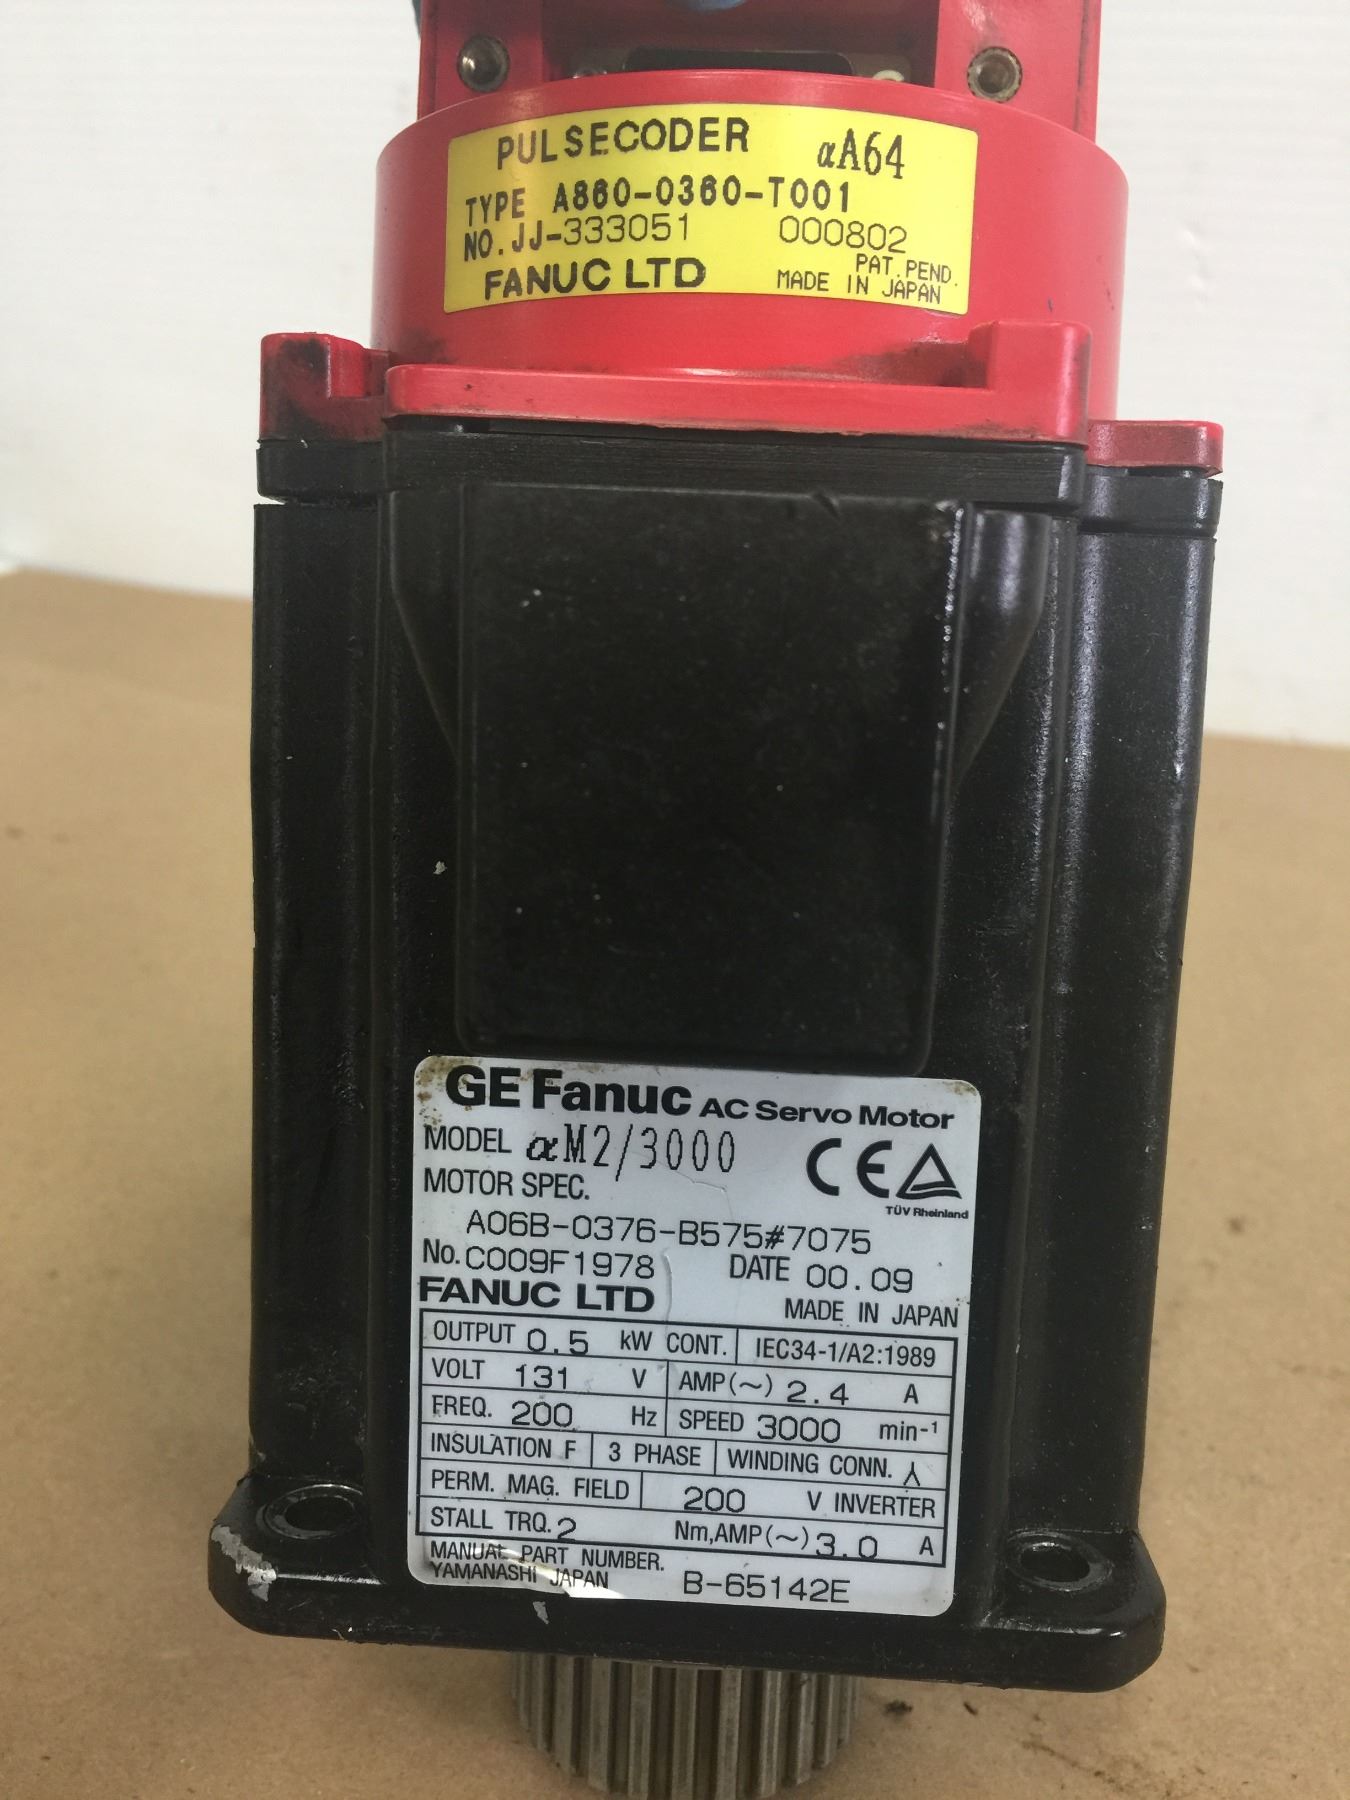 PULSECODER αA64
TYPE A860-0360-T001
NO. JJ-333051 000802
PAT. PEND.
FANUC LTD MADE IN JAPAN
GE Fanuc AC Servo Motor
MODEL αM2/3000
CE
TÜV Rheinland
MOTOR SPEC.
A06B-0376-B575#7075
No. C009F1978 DATE 00.09
FANUC LTD MADE IN JAPAN
OUTPUT 0.5 kW CONT. IEC34-1/A2:1989
VOLT 131 V AMP(~) 2.4 A
FREQ. 200 Hz SPEED 3000 min-1
INSULATION F 3 PHASE WINDING CONN. ⅄
PERM. MAG. FIELD 200 V INVERTER
STALL TRQ. 2 Nm, AMP(~) 3.0 A
MANUAL PART NUMBER.
YAMANASHI JAPAN B-65142E